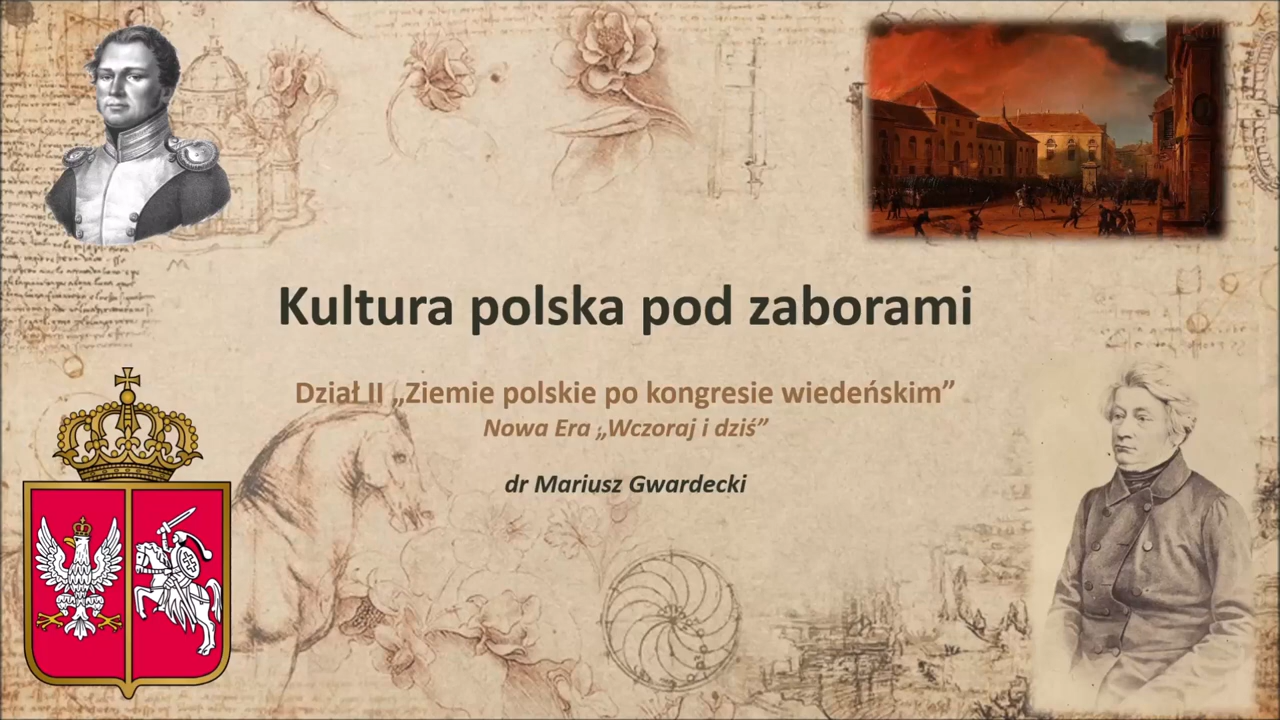 Kultura polska pod zaborami
Dział II „Ziemie polskie po kongresie wiedeńskim”
Nowa Era „Wczoraj i dziś”
dr Mariusz Gwardecki